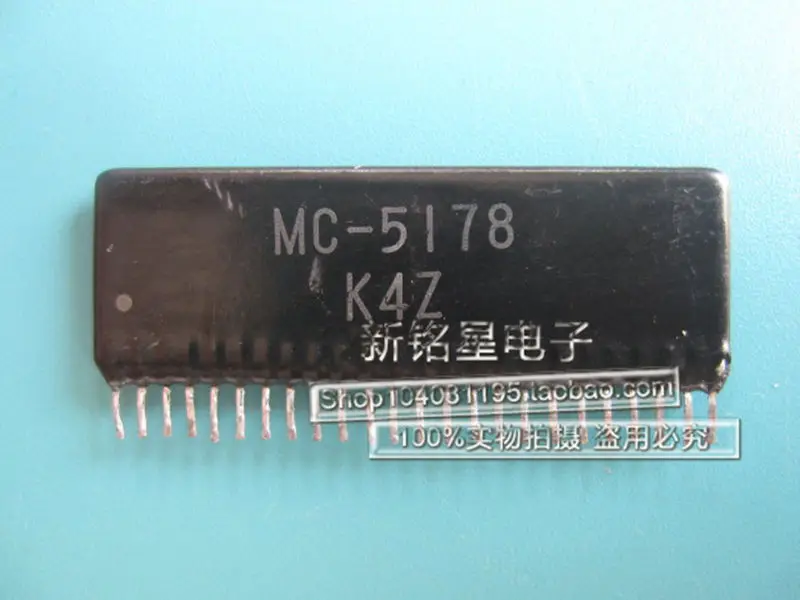 MC-5178
K4Z
新铭星电子
Shop104031195.taobao.com
100%实物拍摄 盗用必究